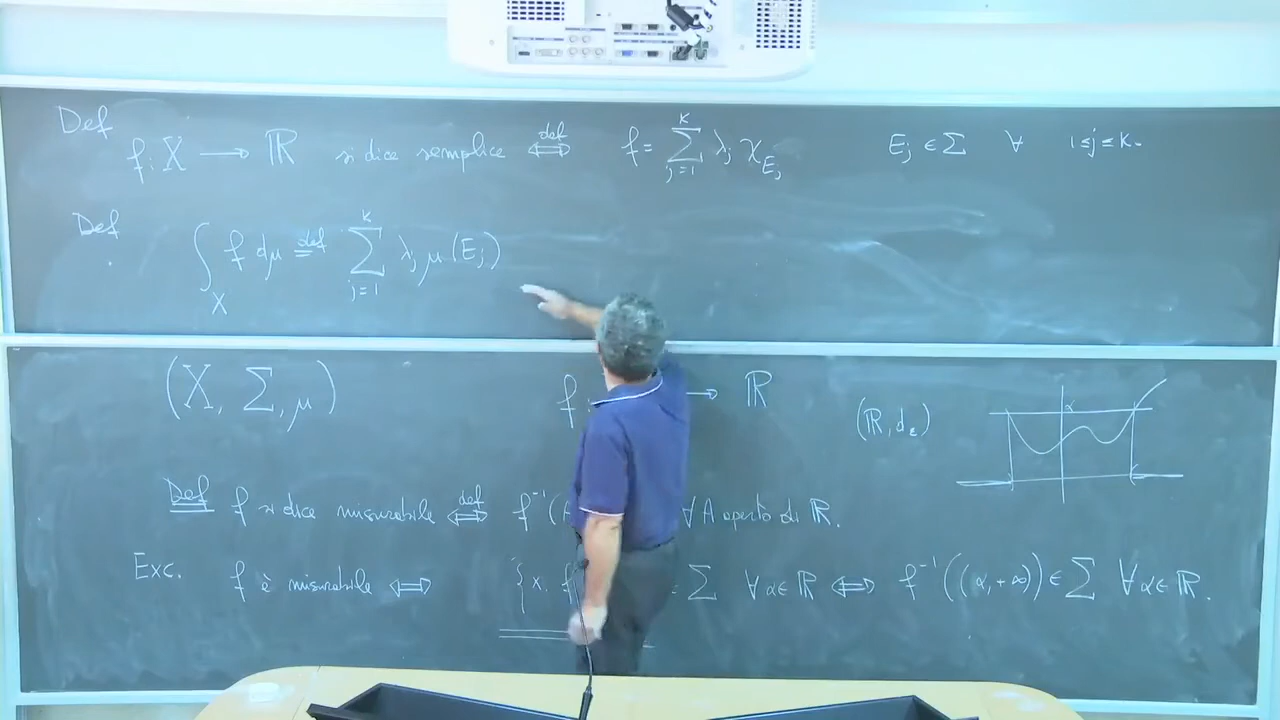 Def
f: X → ℝ si dice semplice ⇔(def) f = ∑_{j=1}^{K} λ_j χ_{E_j} E_j ∈ Σ ∀ 1≤j≤K.
Def
∫_X f dμ =(def) ∑_{j=1}^{K} λ_j μ(E_j)
(X, Σ, μ) f: → ℝ (ℝ, d_ε) α
Def f si dice misurabile ⇔(def) f⁻¹(A ∀ A aperto di ℝ.
Exc. f è misurabile ⇔ {x. f Σ ∀ α∈ℝ ⇔ f⁻¹((α,+∞)) ∈ Σ ∀ α∈ℝ.